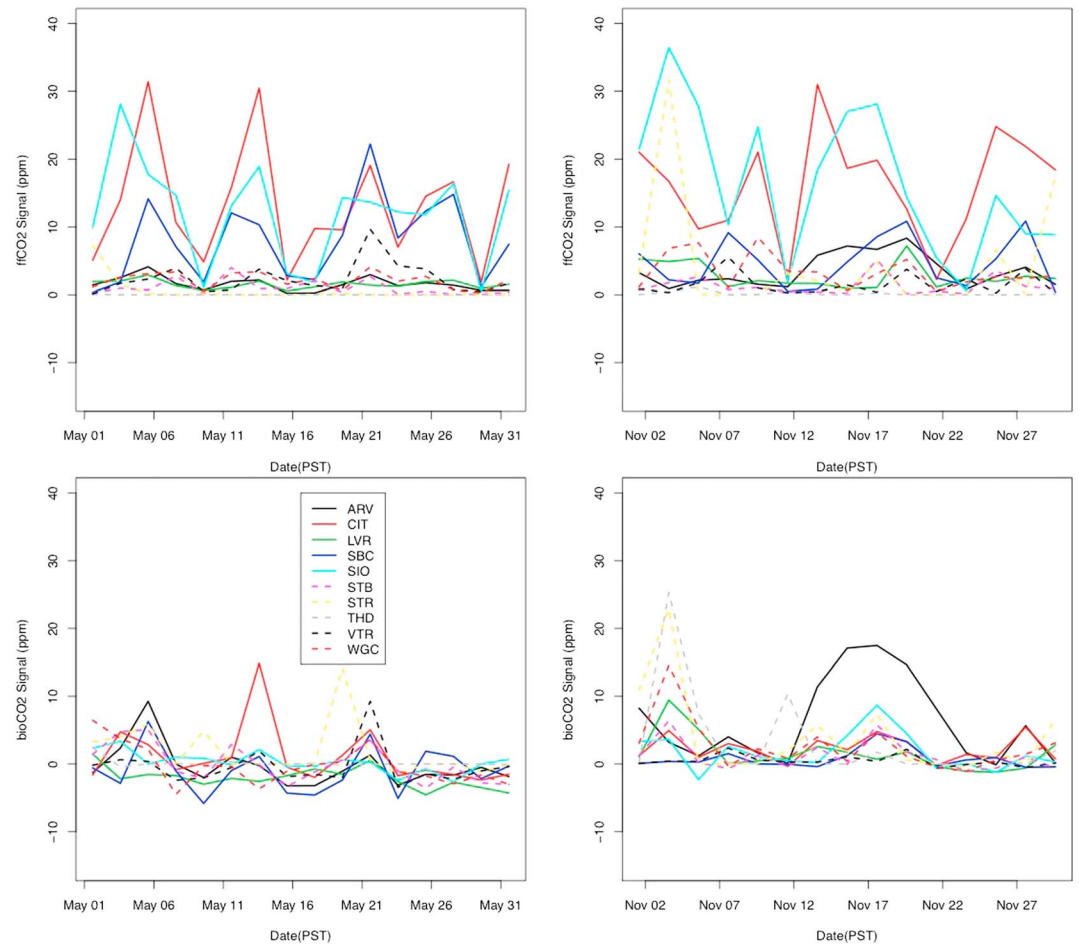 40
30
20
10
0
−10
ffCO2 Signal (ppm)
May 01 May 06 May 11 May 16 May 21 May 26 May 31
Date(PST)
40
30
20
10
0
−10
ffCO2 Signal (ppm)
Nov 02 Nov 07 Nov 12 Nov 17 Nov 22 Nov 27
Date(PST)
40
30
20
10
0
−10
bioCO2 Signal (ppm)
ARV
CIT
LVR
SBC
SIO
STB
STR
THD
VTR
WGC
May 01 May 06 May 11 May 16 May 21 May 26 May 31
Date(PST)
40
30
20
10
0
−10
bioCO2 Signal (ppm)
Nov 02 Nov 07 Nov 12 Nov 17 Nov 22 Nov 27
Date(PST)